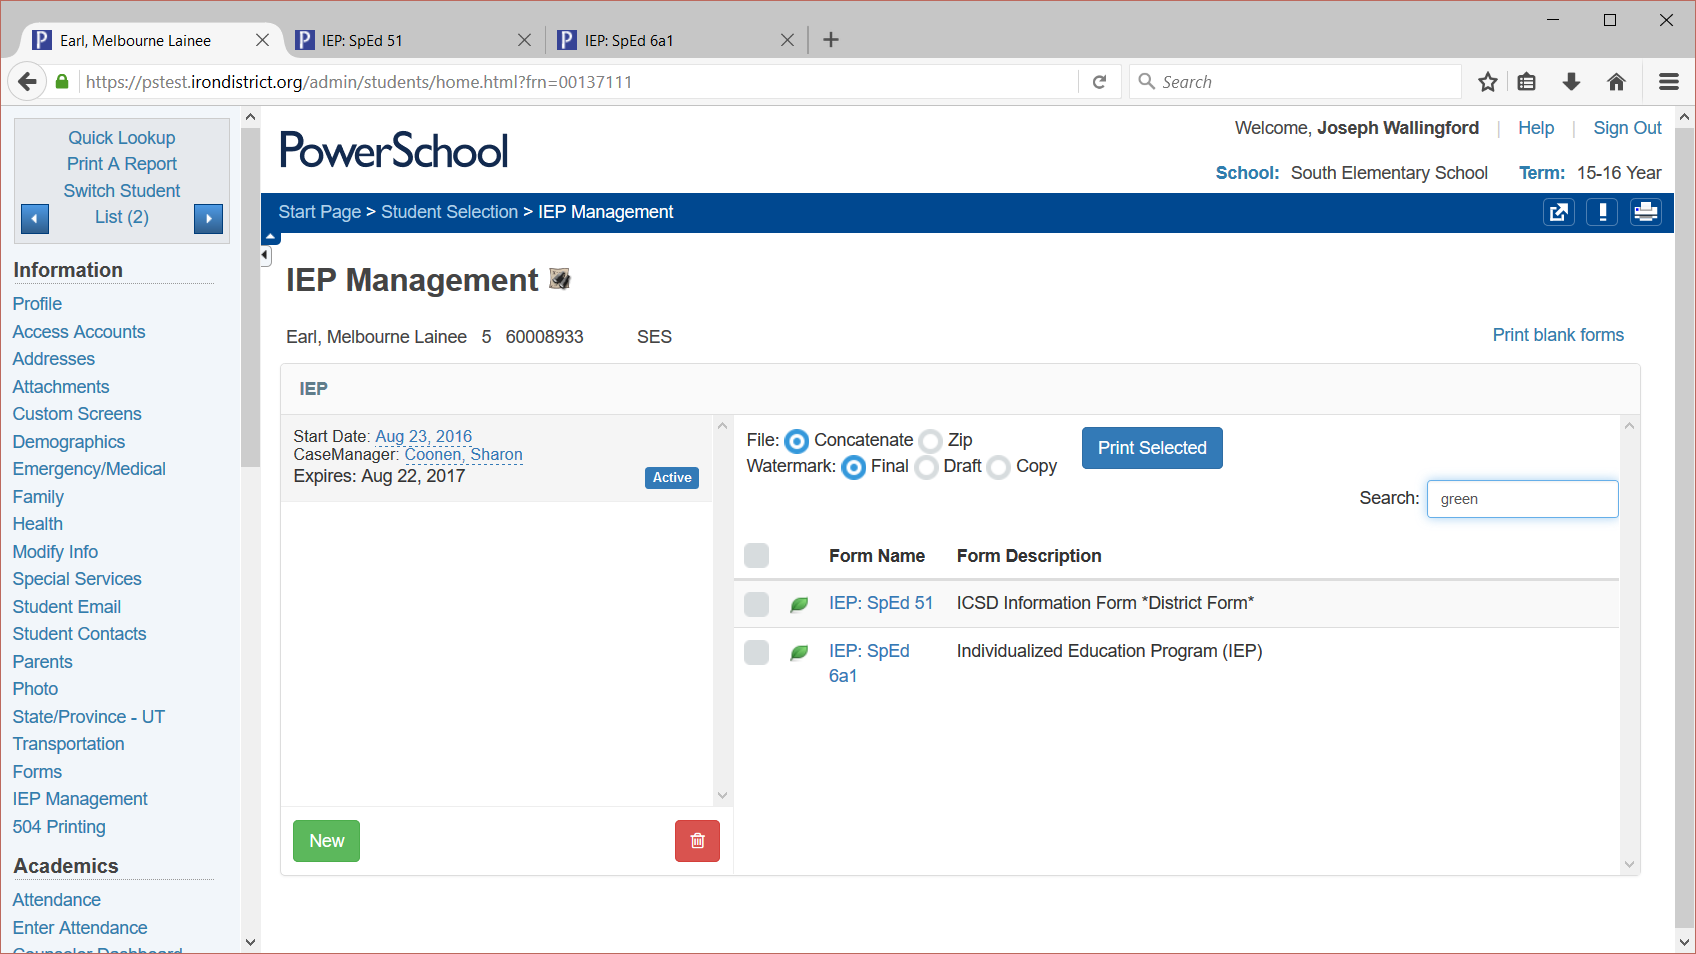 Earl, Melbourne Lainee
IEP: SpEd 51
IEP: SpEd 6a1
https://pstest.irondistrict.org/admin/students/home.html?frn=00137111
Search
Quick Lookup
Print A Report
Switch Student
List (2)
Information
Profile
Access Accounts
Addresses
Attachments
Custom Screens
Demographics
Emergency/Medical
Family
Health
Modify Info
Special Services
Student Email
Student Contacts
Parents
Photo
State/Province - UT
Transportation
Forms
IEP Management
504 Printing
Academics
Attendance
Enter Attendance
Counselor Dashboard
PowerSchool
Welcome, Joseph Wallingford | Help | Sign Out
School: South Elementary School Term: 15-16 Year
Start Page > Student Selection > IEP Management
IEP Management
Earl, Melbourne Lainee 5 60008933 SES
Print blank forms
IEP
Start Date: Aug 23, 2016
CaseManager: Coonen, Sharon
Expires: Aug 22, 2017
Active
New
File: Concatenate Zip
Watermark: Final Draft Copy
Print Selected
Search: green
Form Name Form Description
IEP: SpEd 51 ICSD Information Form *District Form*
IEP: SpEd Individualized Education Program (IEP)
6a1